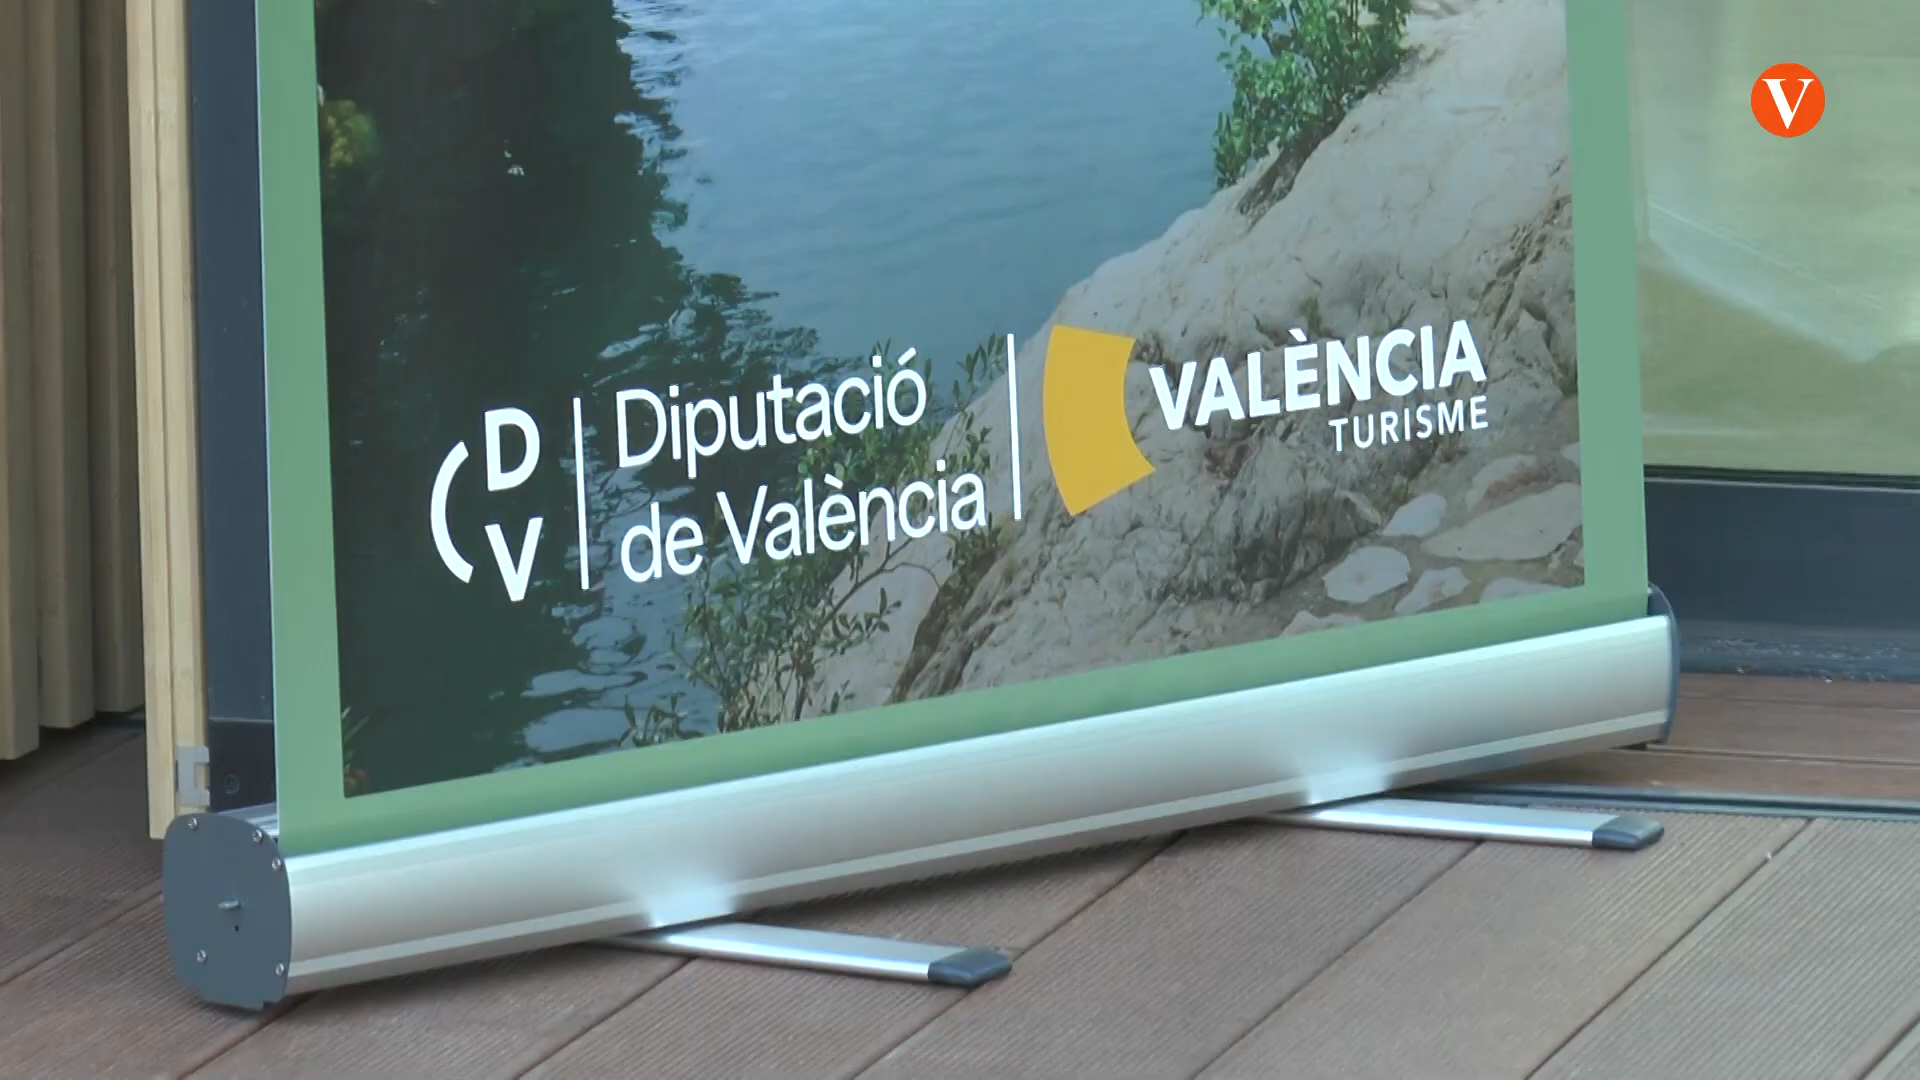 V
D
V
Diputació
de València
VALÈNCIA
TURISME